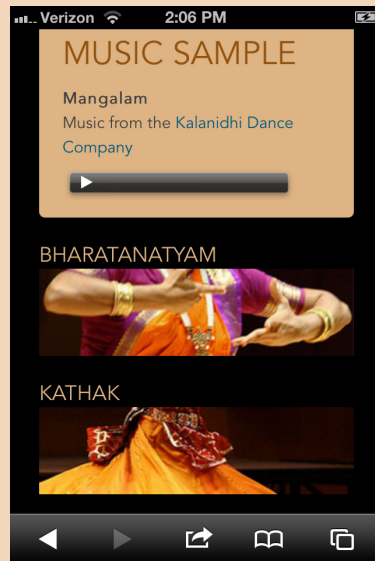 Verizon 2:06 PM
MUSIC SAMPLE
Mangalam
Music from the Kalanidhi Dance
Company
BHARATANATYAM
KATHAK